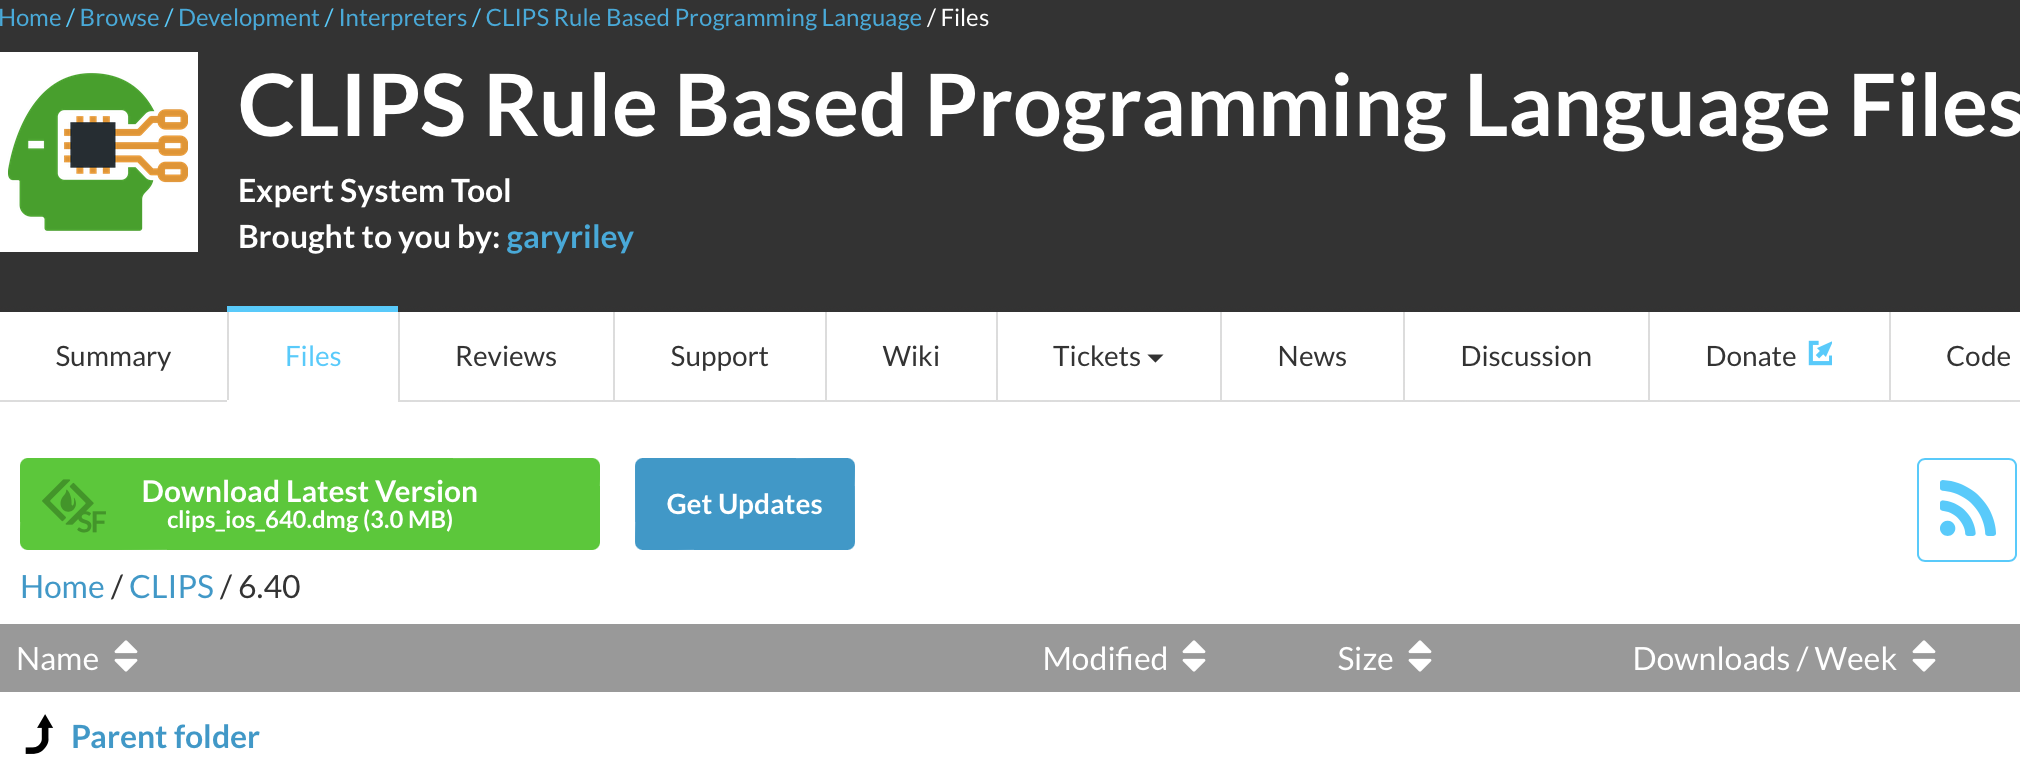 Home / Browse / Development / Interpreters / CLIPS Rule Based Programming Language / Files
CLIPS Rule Based Programming Language Files
Expert System Tool
Brought to you by: garyriley
Summary Files Reviews Support Wiki Tickets News Discussion Donate Code
SF
Download Latest Version
clips_ios_640.dmg (3.0 MB)
Get Updates
Home / CLIPS / 6.40
Name Modified Size Downloads / Week
Parent folder